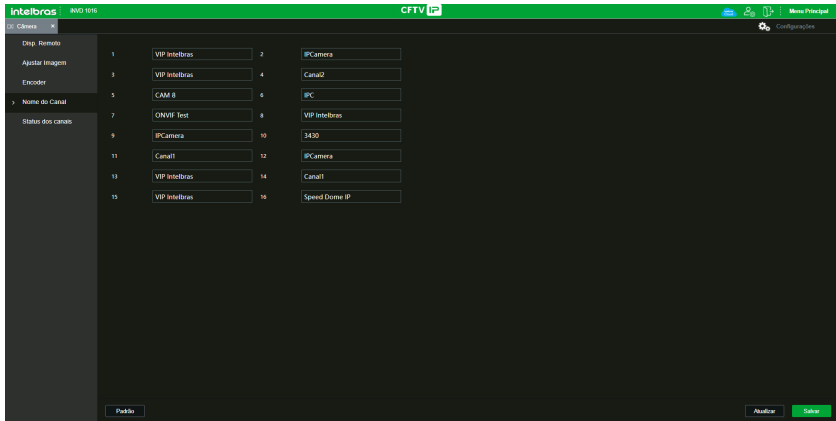 intelbras iNVD 1016 CFTV IP Menu Principal
Câmera × Configurações
Disp. Remoto
Ajustar Imagem
Encoder
› Nome do Canal
Status dos canais
1 VIP Intelbras 2 IPCamera
3 VIP Intelbras 4 Canal2
5 CAM 8 6 IPC
7 ONVIF Test 8 VIP Intelbras
9 IPCamera 10 3430
11 Canal1 12 IPCamera
13 VIP Intelbras 14 Canal1
15 VIP Intelbras 16 Speed Dome IP
Padrão Atualizar Salvar